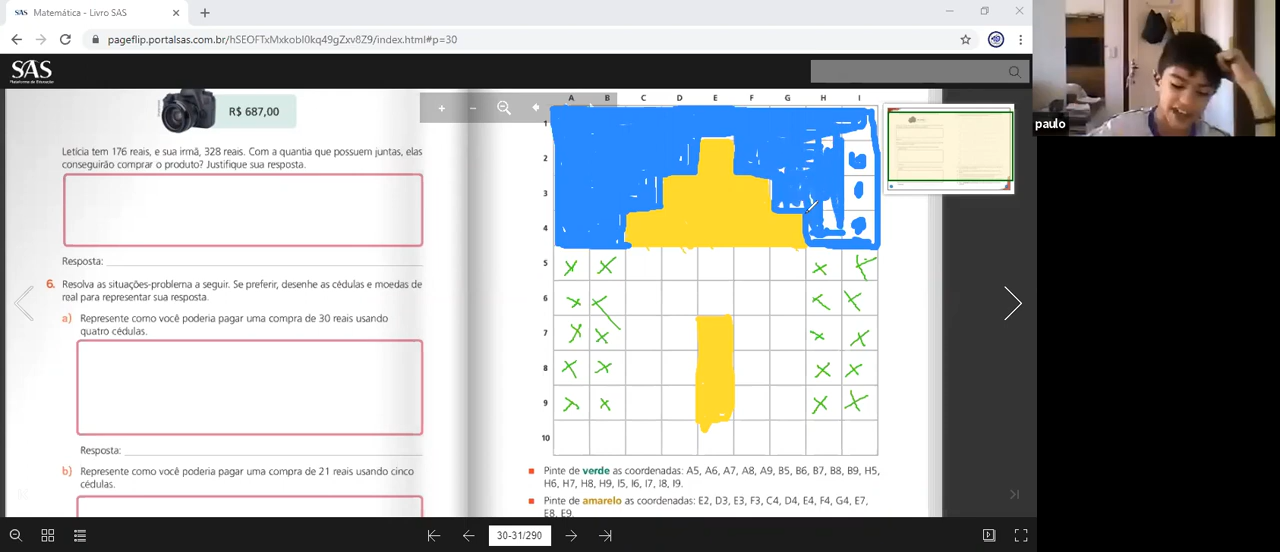 SAS Matemática - Livro SAS
pageflip.portalsas.com.br/hSEOFTxMxkobI0kq49gZxv8Z9/index.html#p=30
SAS
Plataforma de Educação
R$ 687,00
Letícia tem 176 reais, e sua irmã, 328 reais. Com a quantia que possuem juntas, elas
conseguirão comprar o produto? Justifique sua resposta.
Resposta:
6. Resolva as situações-problema a seguir. Se preferir, desenhe as cédulas e moedas de
real para representar sua resposta.
a) Represente como você poderia pagar uma compra de 30 reais usando
quatro cédulas.
Resposta:
b) Represente como você poderia pagar uma compra de 21 reais usando cinco
cédulas.
A B C D E F G H I
1
2
3
4
5
6
7
8
9
10
Pinte de verde as coordenadas: A5, A6, A7, A8, A9, B5, B6, B7, B8, B9, H5,
H6, H7, H8, H9, I5, I6, I7, I8, I9.
Pinte de amarelo as coordenadas: E2, D3, E3, F3, C4, D4, E4, F4, G4, E7,
E8, E9.
30-31/290
paulo